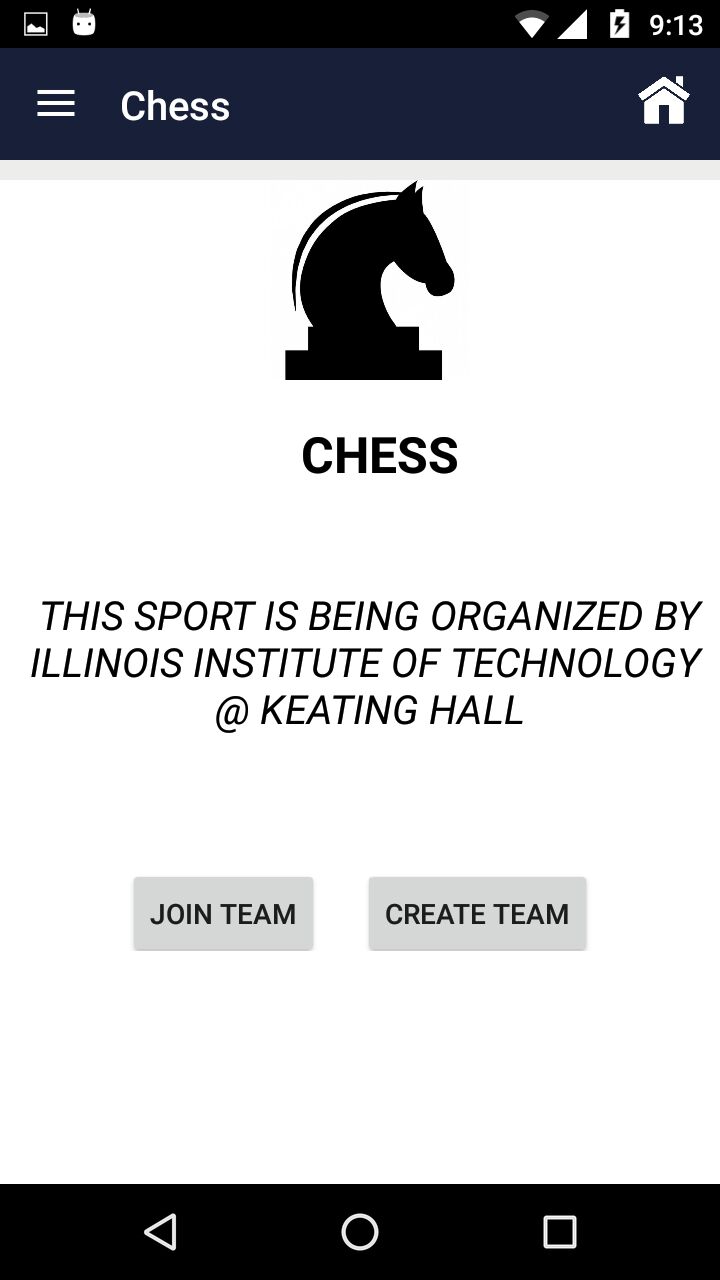 9:13
Chess
CHESS
THIS SPORT IS BEING ORGANIZED BY
ILLINOIS INSTITUTE OF TECHNOLOGY
@ KEATING HALL
JOIN TEAM
CREATE TEAM